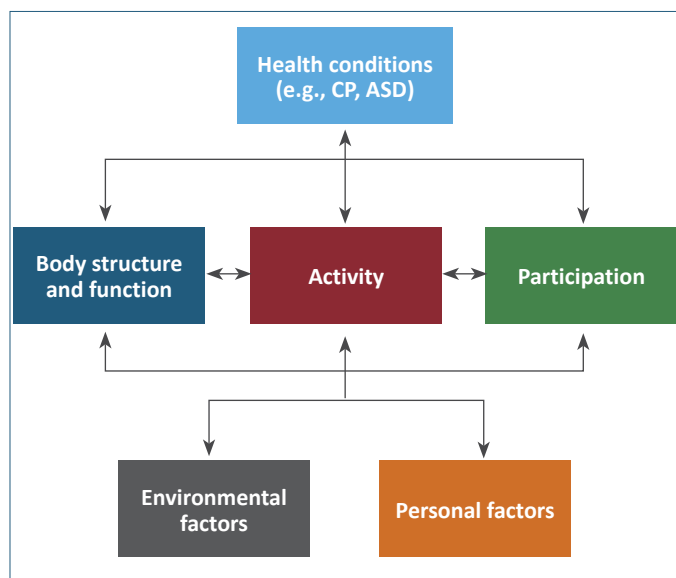 Health conditions
(e.g., CP, ASD)
Body structure
and function
Activity
Participation
Environmental
factors
Personal factors